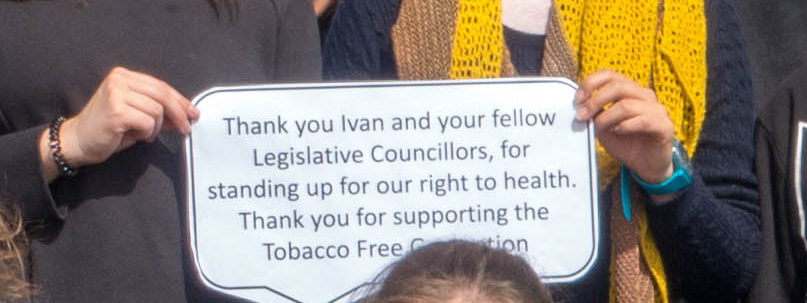 Thank you Ivan and your fellow
Legislative Councillors, for
standing up for our right to health.
Thank you for supporting the
Tobacco Free